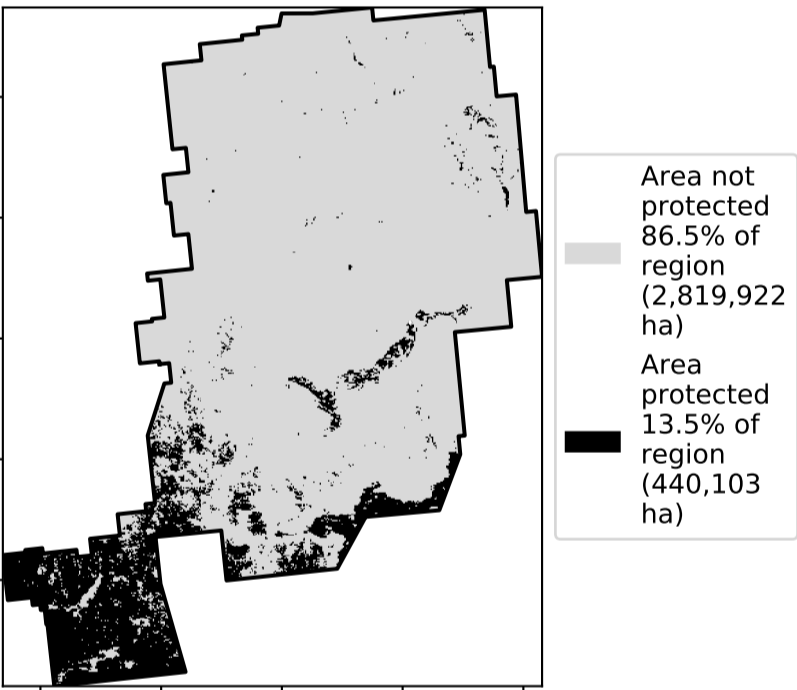 Area not
protected
86.5% of
region
(2,819,922
ha)
Area
protected
13.5% of
region
(440,103
ha)